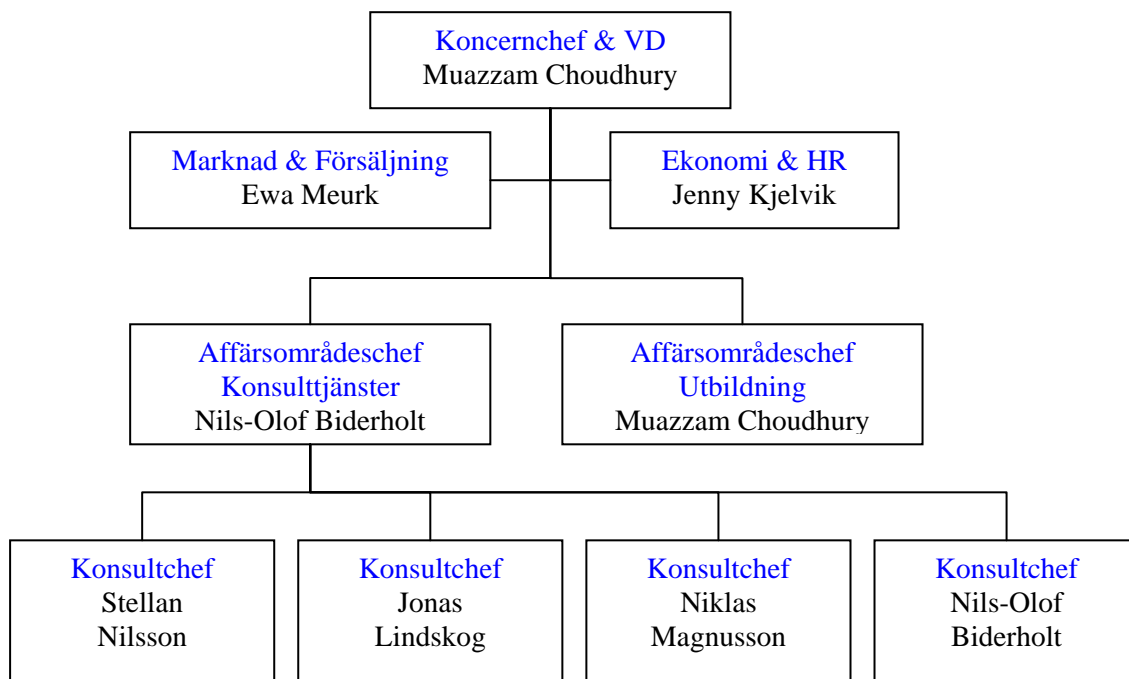 Koncernchef & VD
Muazzam Choudhury
Marknad & Försäljning
Ewa Meurk
Ekonomi & HR
Jenny Kjelvik
Affärsområdeschef
Konsulttjänster
Nils-Olof Biderholt
Affärsområdeschef
Utbildning
Muazzam Choudhury
Konsultchef
Stellan
Nilsson
Konsultchef
Jonas
Lindskog
Konsultchef
Niklas
Magnusson
Konsultchef
Nils-Olof
Biderholt